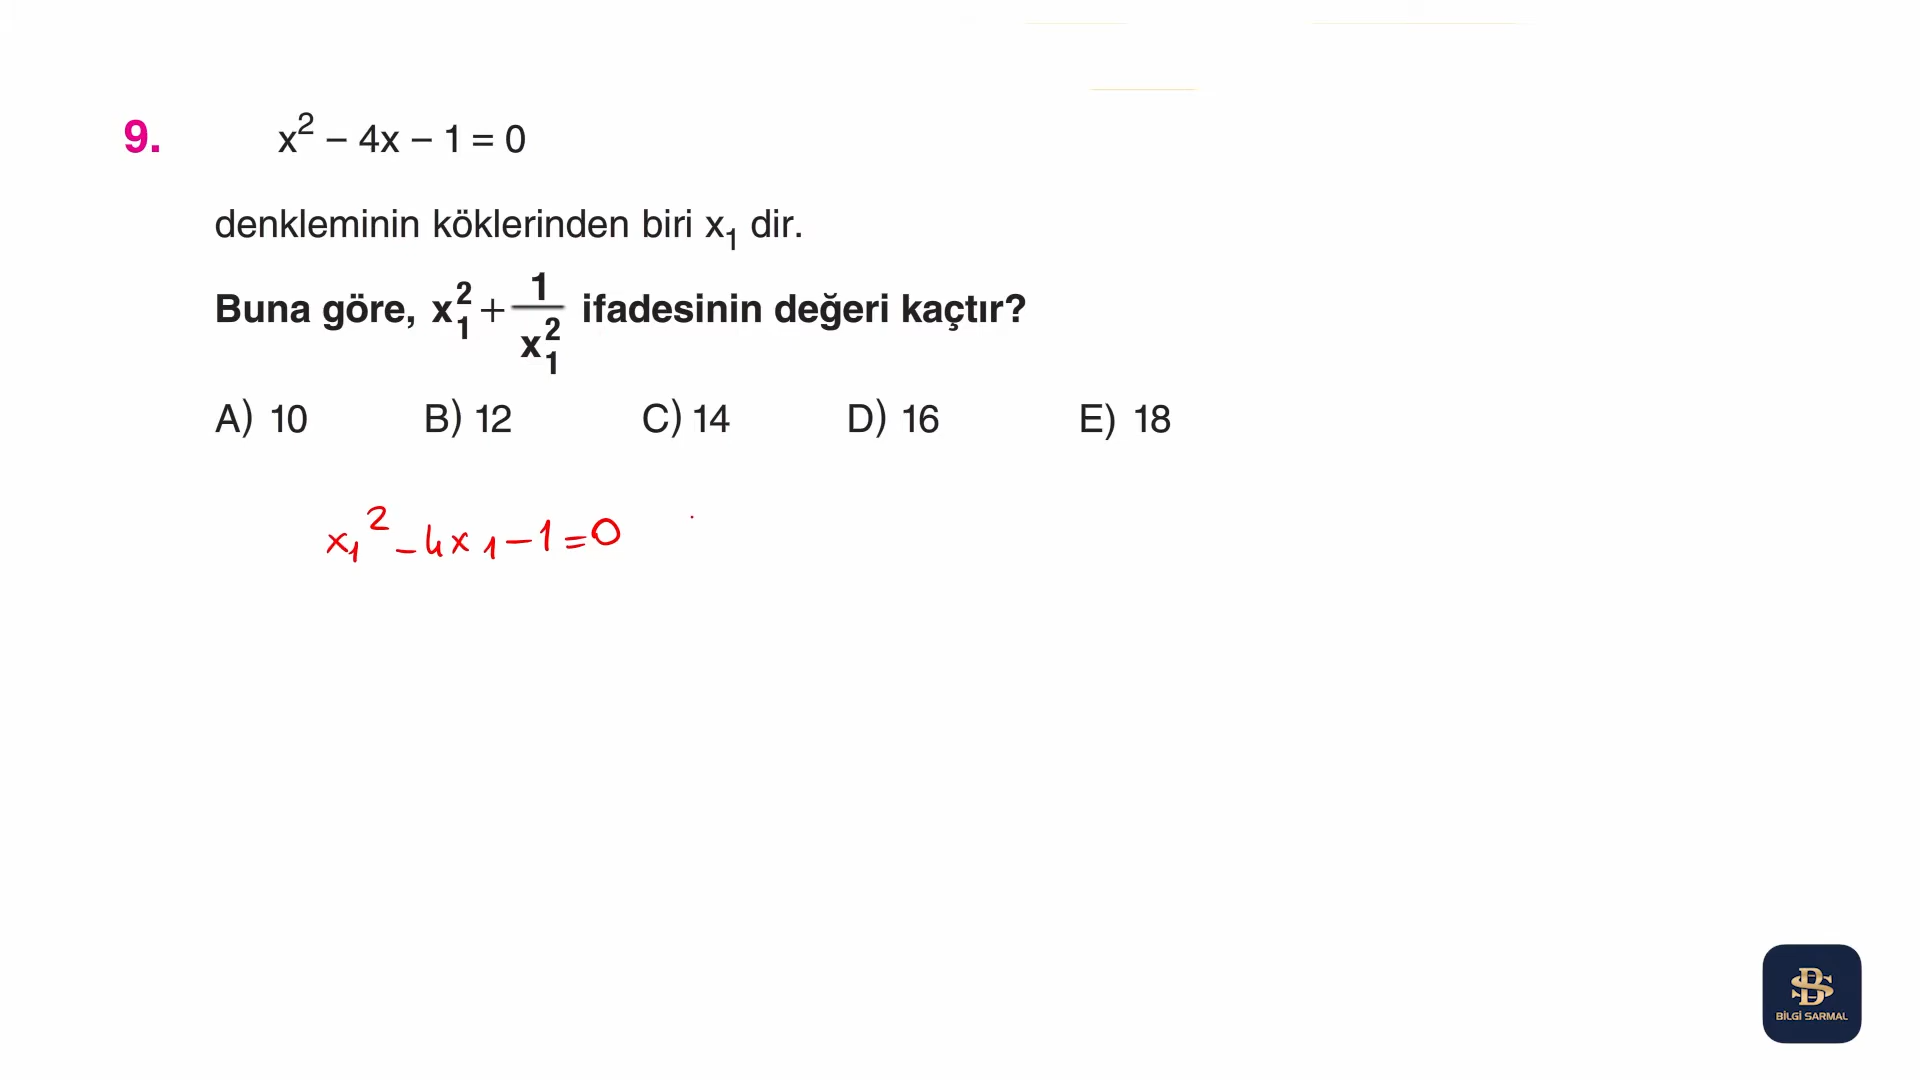 9. x² – 4x – 1 = 0
denkleminin köklerinden biri x₁ dir.
Buna göre, x₁² + 1/x₁² ifadesinin değeri kaçtır?
A) 10 B) 12 C) 14 D) 16 E) 18
x₁² – 4x₁ – 1 = 0
BİLGİ SARMAL